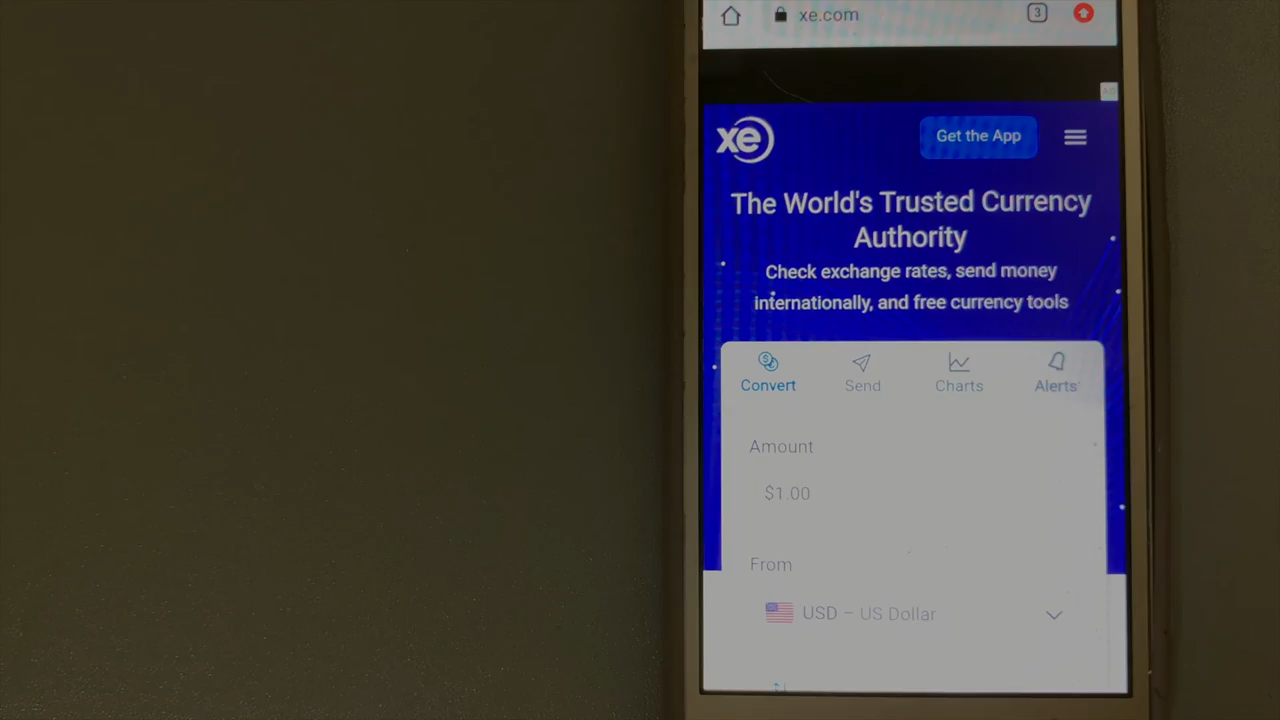 xe.com
3
xe
Get the App
The World's Trusted Currency
Authority
Check exchange rates, send money
internationally, and free currency tools
Convert
Send
Charts
Alerts
Amount
$1.00
From
USD – US Dollar